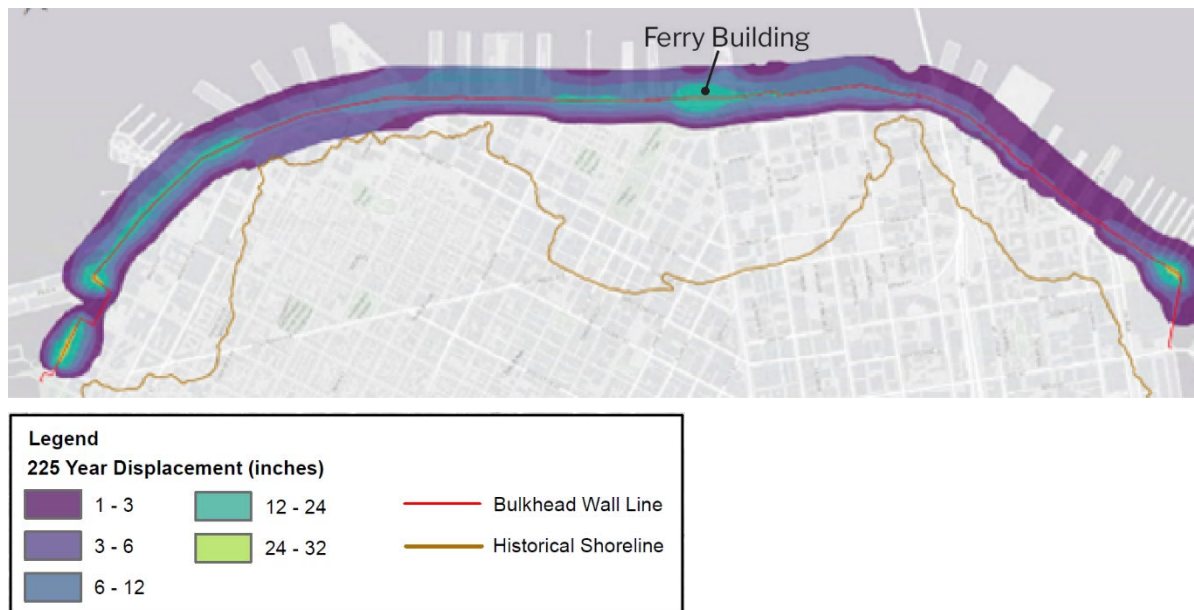 Ferry Building
Legend
225 Year Displacement (inches)
1 - 3
12 - 24
Bulkhead Wall Line
3 - 6
24 - 32
Historical Shoreline
6 - 12